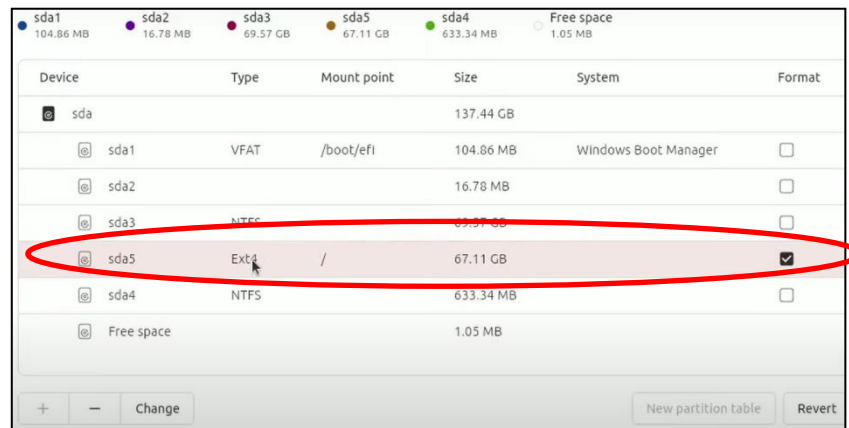 sda1 sda2 sda3 sda5 sda4 Free space
104.86 MB 16.78 MB 69.57 GB 67.11 GB 633.34 MB 1.05 MB
Device Type Mount point Size System Format
sda 137.44 GB
sda1 VFAT /boot/efi 104.86 MB Windows Boot Manager
sda2 16.78 MB
sda3 NTFS 69.57 GB
sda5 Ext4 / 67.11 GB
sda4 NTFS 633.34 MB
Free space 1.05 MB
+ − Change New partition table Revert